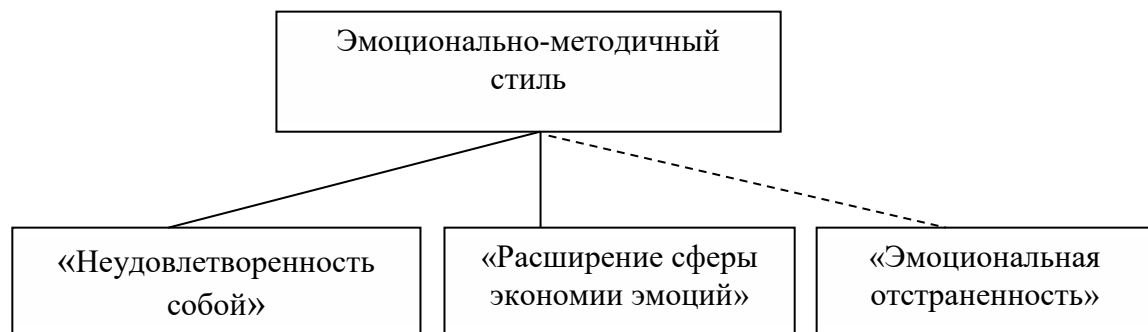 Эмоционально-методичный
стиль
«Неудовлетворенность
собой»
«Расширение сферы
экономии эмоций»
«Эмоциональная
отстраненность»